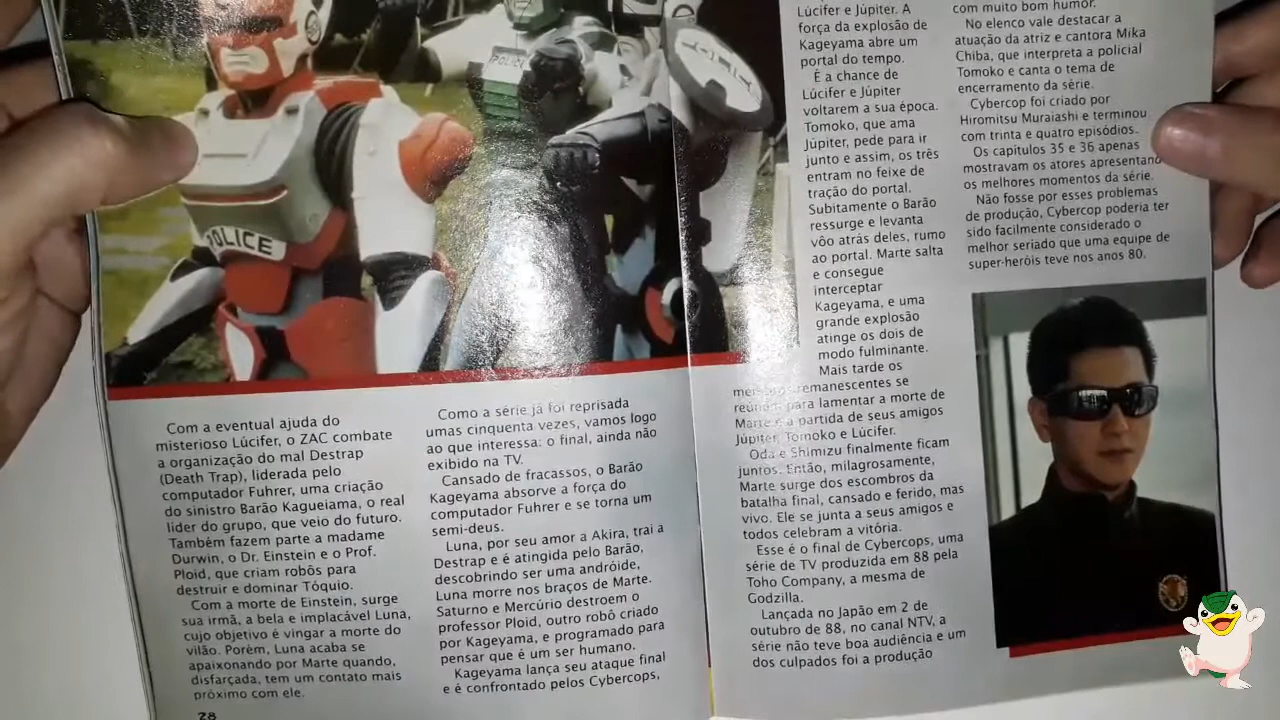 POLICE
POLICE
Com a eventual ajuda do
misterioso Lúcifer, o ZAC combate
a organização do mal Destrap
(Death Trap), liderada pelo
computador Fuhrer, uma criação
do sinistro Barão Kagueiama, o real
lider do grupo, que veio do futuro.
Também fazem parte a madame
Durwin, o Dr. Einstein e o Prof.
Ploid, que criam robôs para
destruir e dominar Tóquio.
Com a morte de Einstein, surge
sua irmã, a bela e implacável Luna,
cujo objetivo é vingar a morte do
vilão. Porém, Luna acaba se
apaixonando por Marte quando,
disfarçada, tem um contato mais
próximo com ele.
28
Como a série já foi reprisada
umas cinquenta vezes, vamos logo
ao que interessa: o final, ainda não
exibido na TV.
Cansado de fracassos, o Barão
Kageyama absorve a força do
computador Fuhrer e se torna um
semi-deus.
Luna, por seu amor a Akira, trai a
Destrap e é atingida pelo Barão,
descobrindo ser uma andróide,
Luna morre nos braços de Marte.
Saturno e Mercúrio destroem o
professor Ploid, outro robô criado
por Kageyama, e programado para
pensar que é um ser humano.
Kageyama lança seu ataque final
e é confrontado pelos Cybercops,
Lúcifer e Júpiter. A
força da explosão de
Kageyama abre um
portal do tempo.
È a chance de
Lúcifer e Júpiter
voltarem a sua época.
Tomoko, que ama
Júpiter, pede para ir
junto e assim, os três
entram no feixe de
tração do portal.
Subitamente o Barão
ressurge e levanta
vôo atrás deles, rumo
ao portal. Marte salta
e consegue
interceptar
Kageyama, e uma
grande explosão
atinge os dois de
modo fulminante.
Mais tarde os
remanescentes se
reúnem para lamentar a morte de
Marte e a partida de seus amigos
Júpiter, Tomoko e Lúcifer.
Oda e Shimizu finalmente ficam
juntos. Então, milagrosamente,
Marte surge dos escombros da
batalha final, cansado e ferido, mas
vivo. Ele se junta a seus amigos e
todos celebram a vitória.
Esse é o final de Cybercops, uma
série de TV produzida em 88 pela
Toho Company, a mesma de
Godzilla.
Lançada no Japão em 2 de
outubro de 88, no canal NTV, a
série não teve boa audiência e um
dos culpados foi a produção
com muito bom humor.
No elenco vale destacar a
atuação da atriz e cantora Mika
Chiba, que interpreta a policial
Tomoko e canta o tema de
encerramento da série.
Cybercop foi criado por
Hiromitsu Muraiashi e terminou
com trinta e quatro episódios.
Os capitulos 35 e 36 apenas
mostravam os atores apresentando
os melhores momentos da série.
Não fosse por esses problemas
de produção, Cybercop poderia ter
sido facilmente considerado o
melhor seriado que uma equipe de
super-heróis teve nos anos 80.